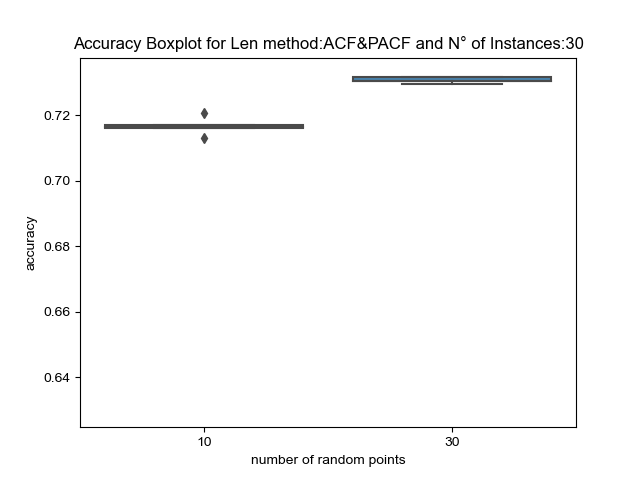 Accuracy Boxplot for Len method:ACF&PACF and N° of Instances:30
0.72
0.70
0.68
0.66
0.64
accuracy
10
30
number of random points